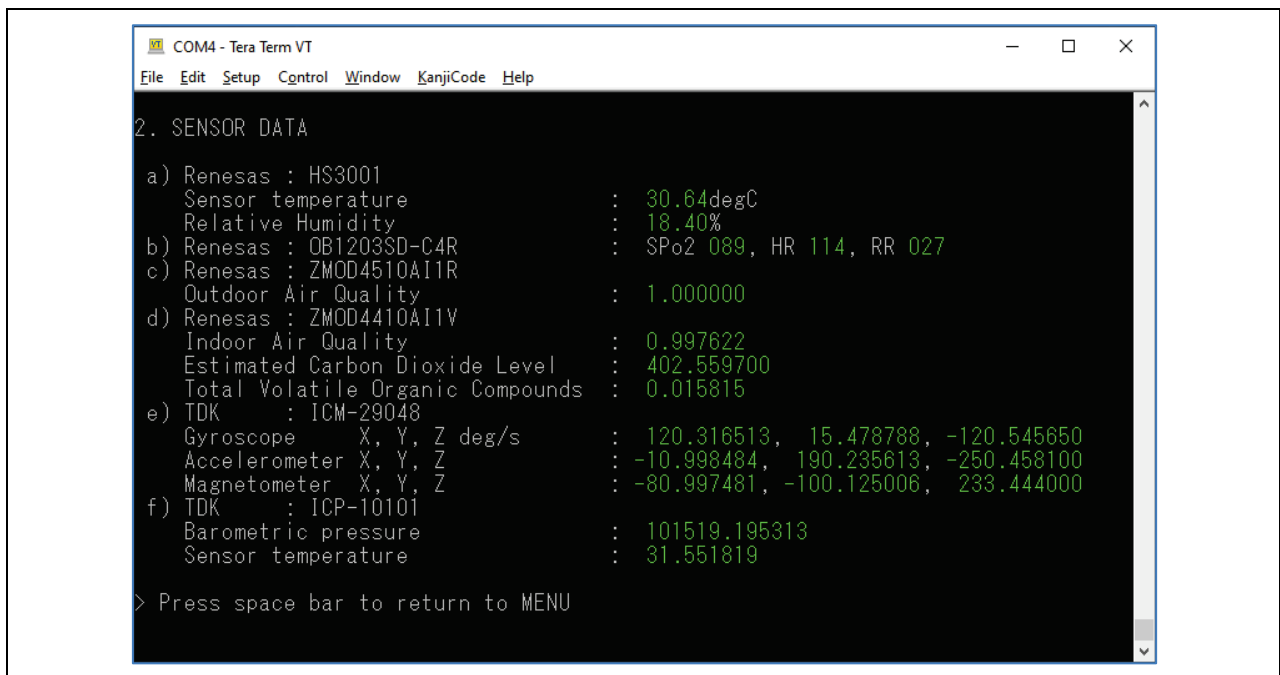 COM4 - Tera Term VT
File Edit Setup Control Window KanjiCode Help
2. SENSOR DATA
a) Renesas : HS3001
Sensor temperature : 30.64degC
Relative Humidity : 18.40%
b) Renesas : OB1203SD-C4R : SPo2 089, HR 114, RR 027
c) Renesas : ZMOD4510AI1R
Outdoor Air Quality : 1.000000
d) Renesas : ZMOD4410AI1V
Indoor Air Quality : 0.997622
Estimated Carbon Dioxide Level : 402.559700
Total Volatile Organic Compounds : 0.015815
e) TDK : ICM-29048
Gyroscope X, Y, Z deg/s : 120.316513, 15.478788, -120.545650
Accelerometer X, Y, Z : -10.998484, 190.235613, -250.458100
Magnetometer X, Y, Z : -80.997481, -100.125006, 233.444000
f) TDK : ICP-10101
Barometric pressure : 101519.195313
Sensor temperature : 31.551819
> Press space bar to return to MENU